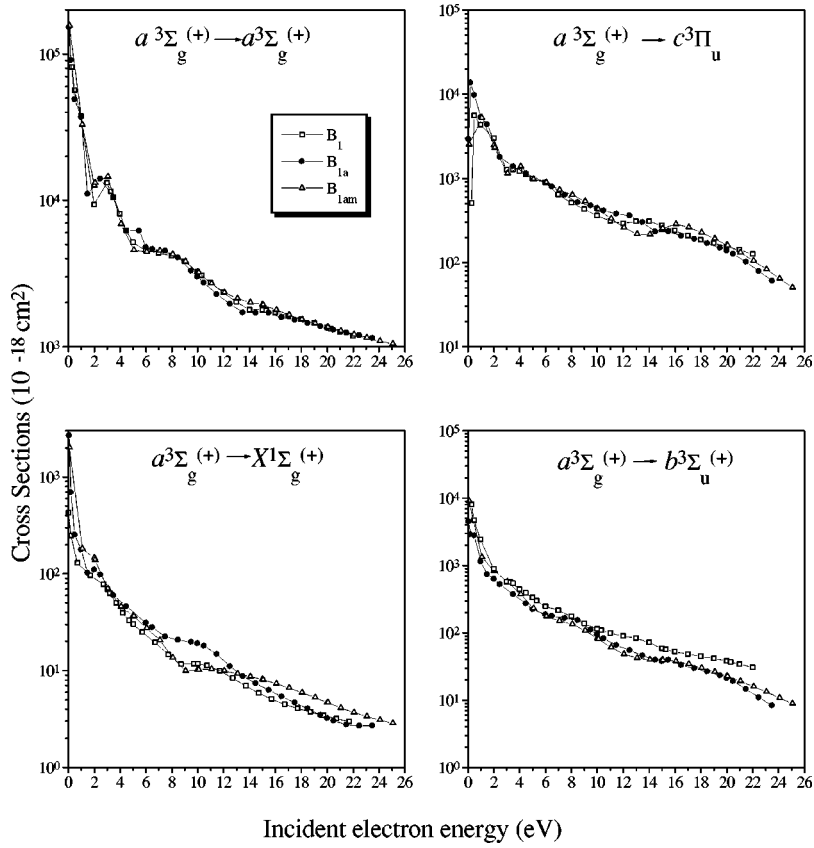 a ³Σg(+) → a³Σg(+)
10⁵
10⁴
10³
0 2 4 6 8 10 12 14 16 18 20 22 24 26
B1
B1a
B1am
a ³Σg(+) → c³Πu
10⁵
10⁴
10³
10²
10¹
0 2 4 6 8 10 12 14 16 18 20 22 24 26
Cross Sections (10 -18 cm²)
a³Σg(+) → X¹Σg(+)
10³
10²
10¹
10⁰
0 2 4 6 8 10 12 14 16 18 20 22 24 26
a³Σg(+) → b³Σu(+)
10⁵
10⁴
10³
10²
10¹
10⁰
0 2 4 6 8 10 12 14 16 18 20 22 24 26
Incident electron energy (eV)